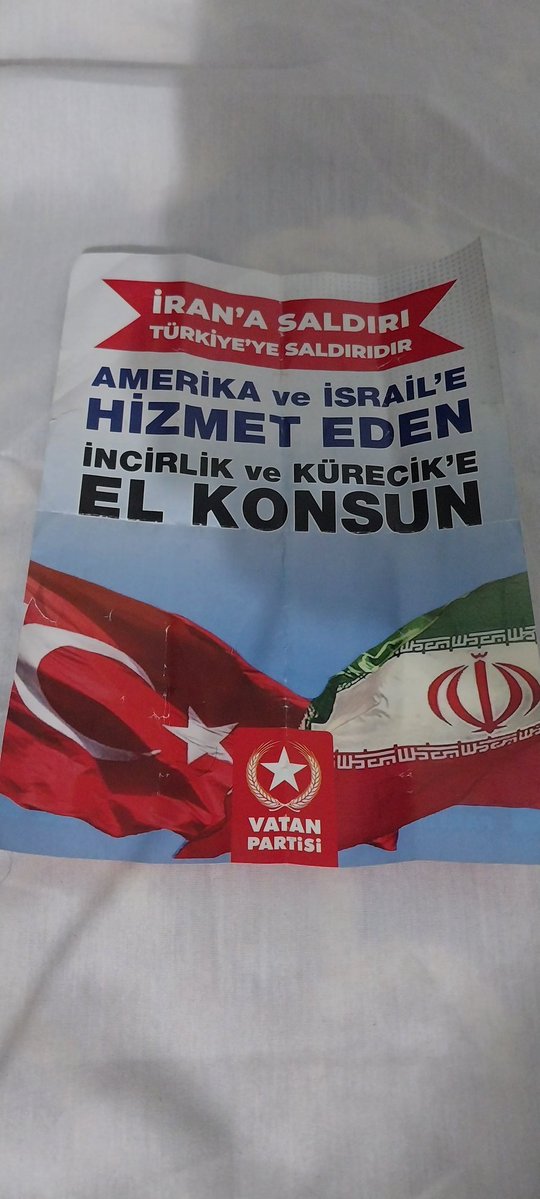 İRAN'A SALDIRI
TÜRKİYE'YE SALDIRIDIR
AMERİKA ve İSRAİL'E
HİZMET EDEN
İNCİRLİK ve KÜRECİK'E
EL KONSUN
VATAN
PARTİSİ